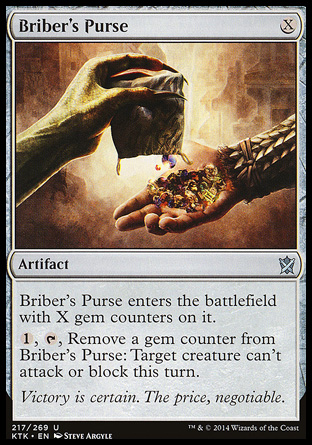 Briber's Purse X
Artifact
Briber's Purse enters the battlefield
with X gem counters on it.
1, T, Remove a gem counter from
Briber's Purse: Target creature can't
attack or block this turn.
Victory is certain. The price, negotiable.
217/269 U
KTK • EN Steve Argyle ™ & © 2014 Wizards of the Coast